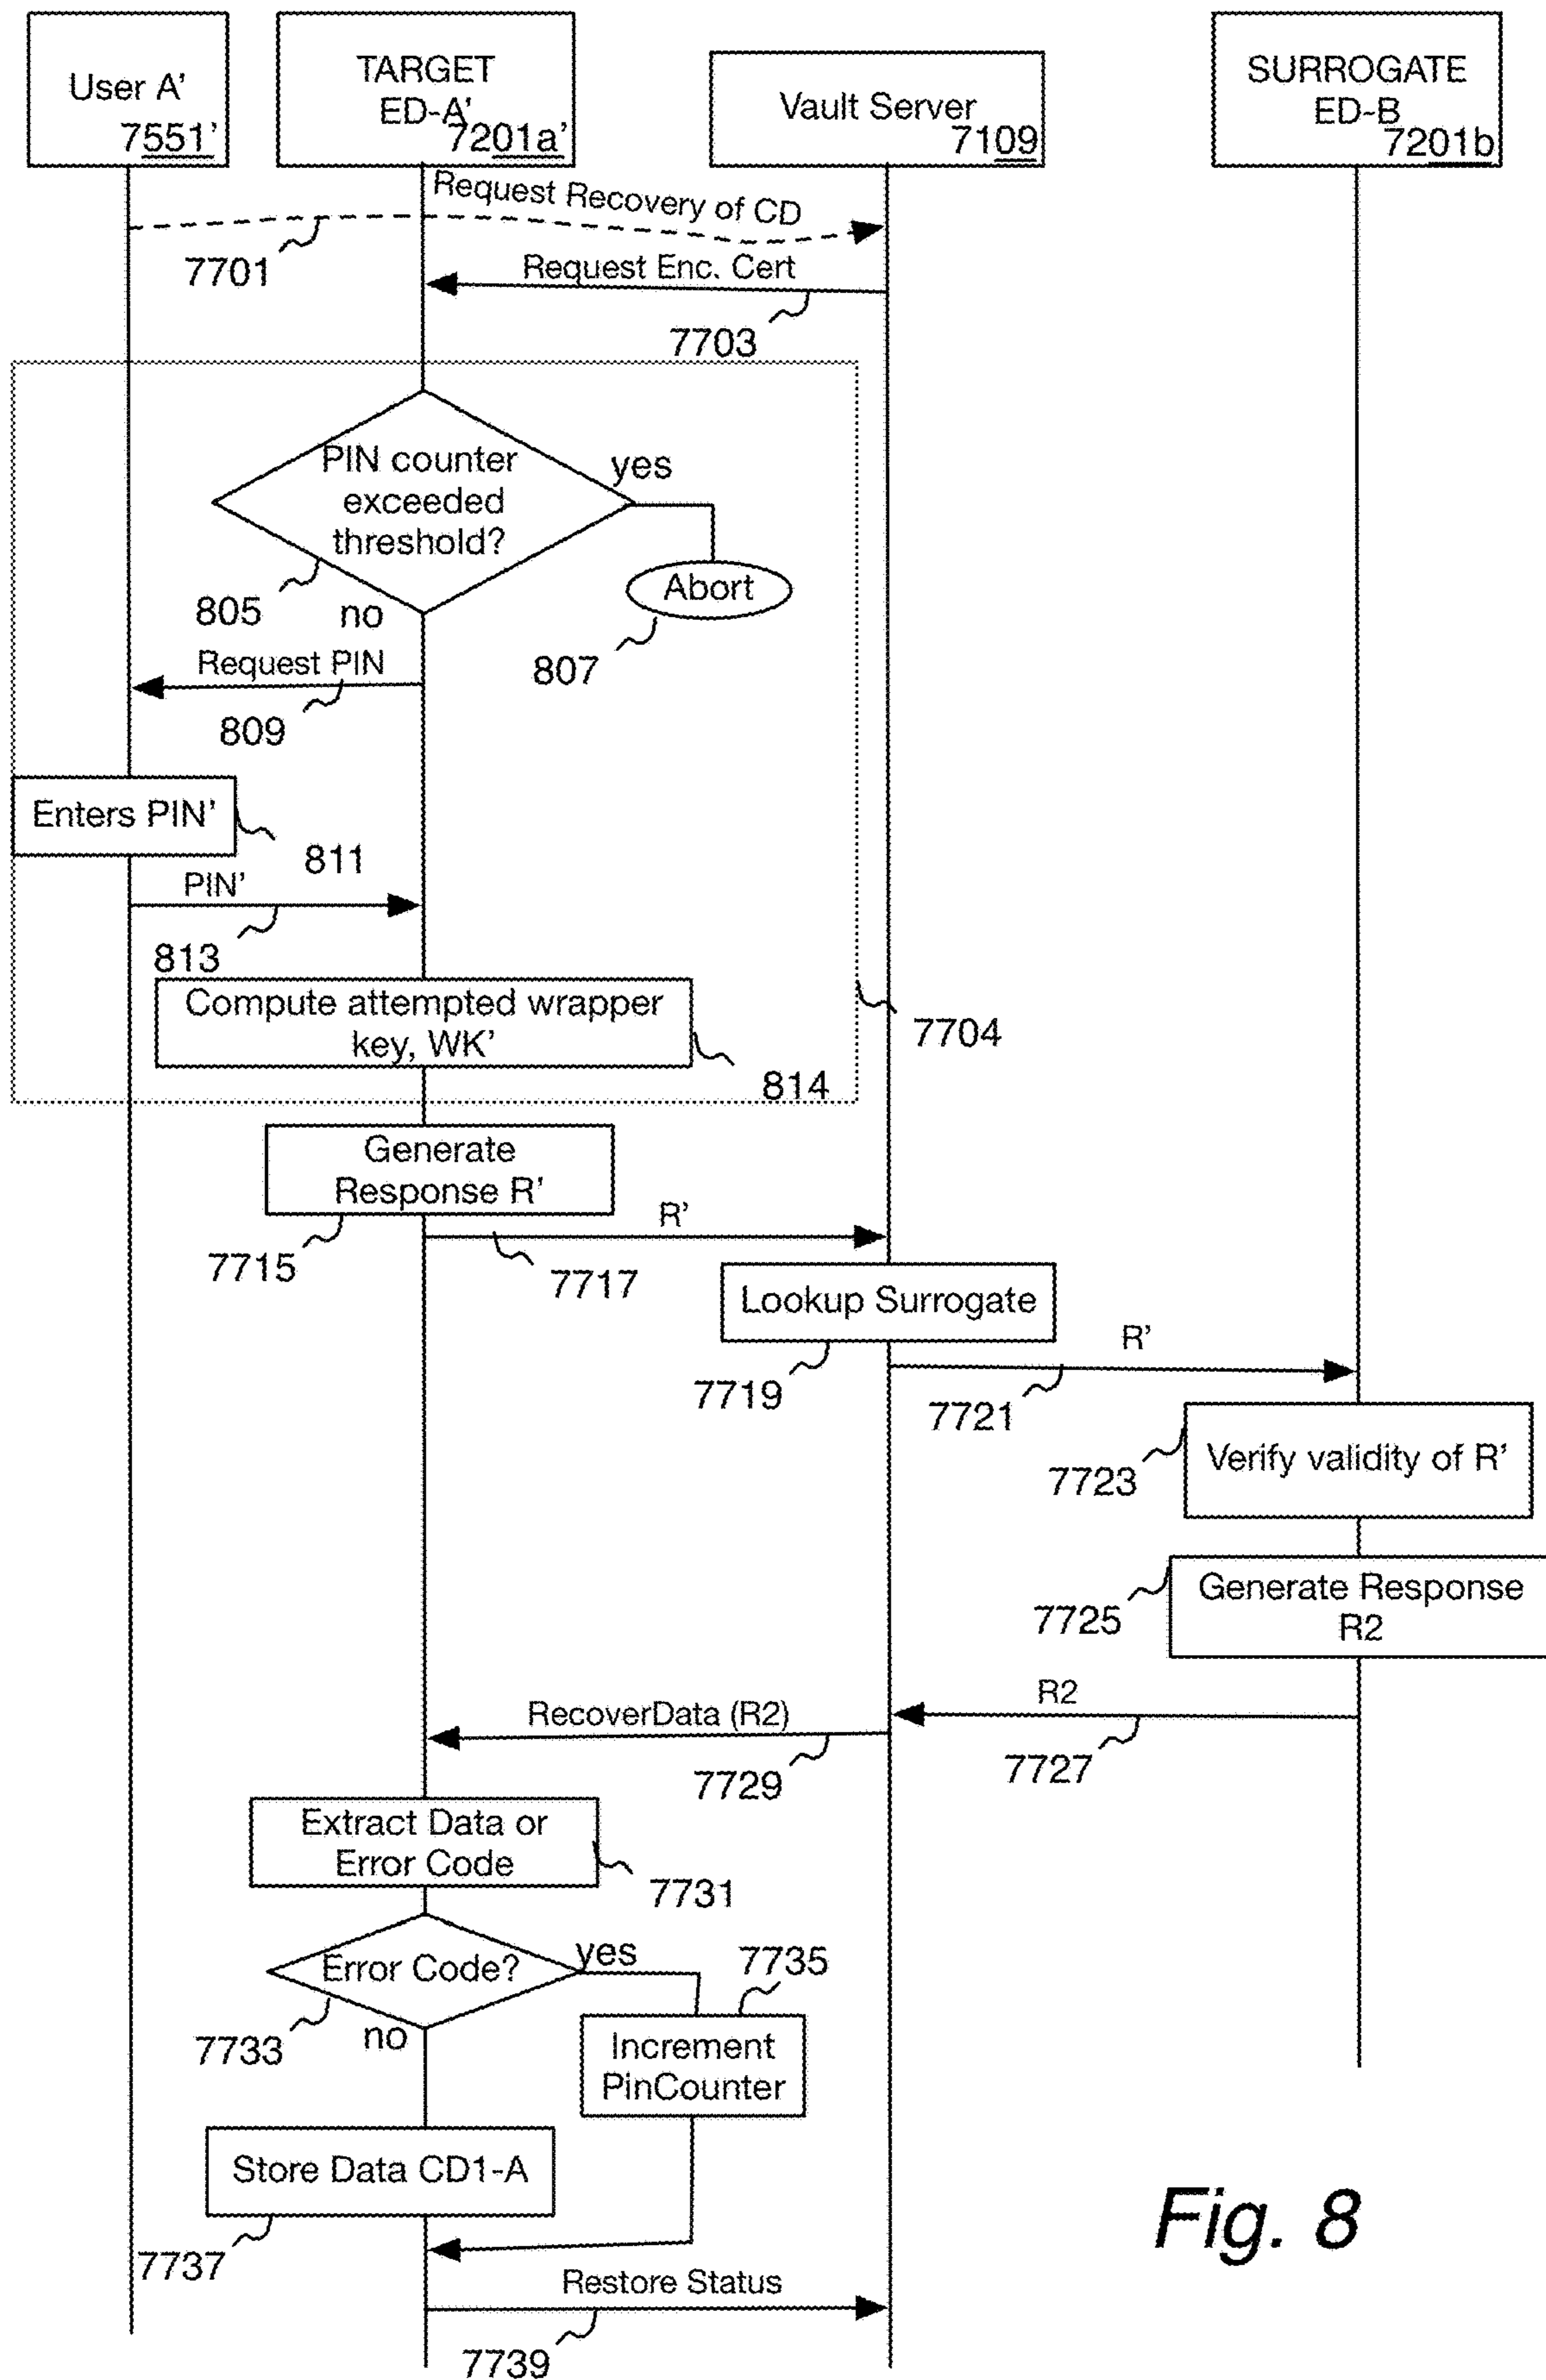 User A'
7551'
TARGET
ED-A'
7201a'
Vault Server
7109
SURROGATE
ED-B
7201b
Request Recovery of CD
7701
Request Enc. Cert
7703
PIN counter
exceeded
threshold?
yes
805
no
Abort
807
Request PIN
809
Enters PIN'
811
PIN'
813
Compute attempted wrapper
key, WK'
814
7704
Generate
Response R'
7715
R'
7717
Lookup Surrogate
7719
R'
7721
Verify validity of R'
7723
Generate Response
R2
7725
R2
7727
RecoverData (R2)
7729
Extract Data or
Error Code
7731
Error Code?
yes
7733
no
7735
Increment
PinCounter
Store Data CD1-A
7737
Restore Status
7739
Fig. 8